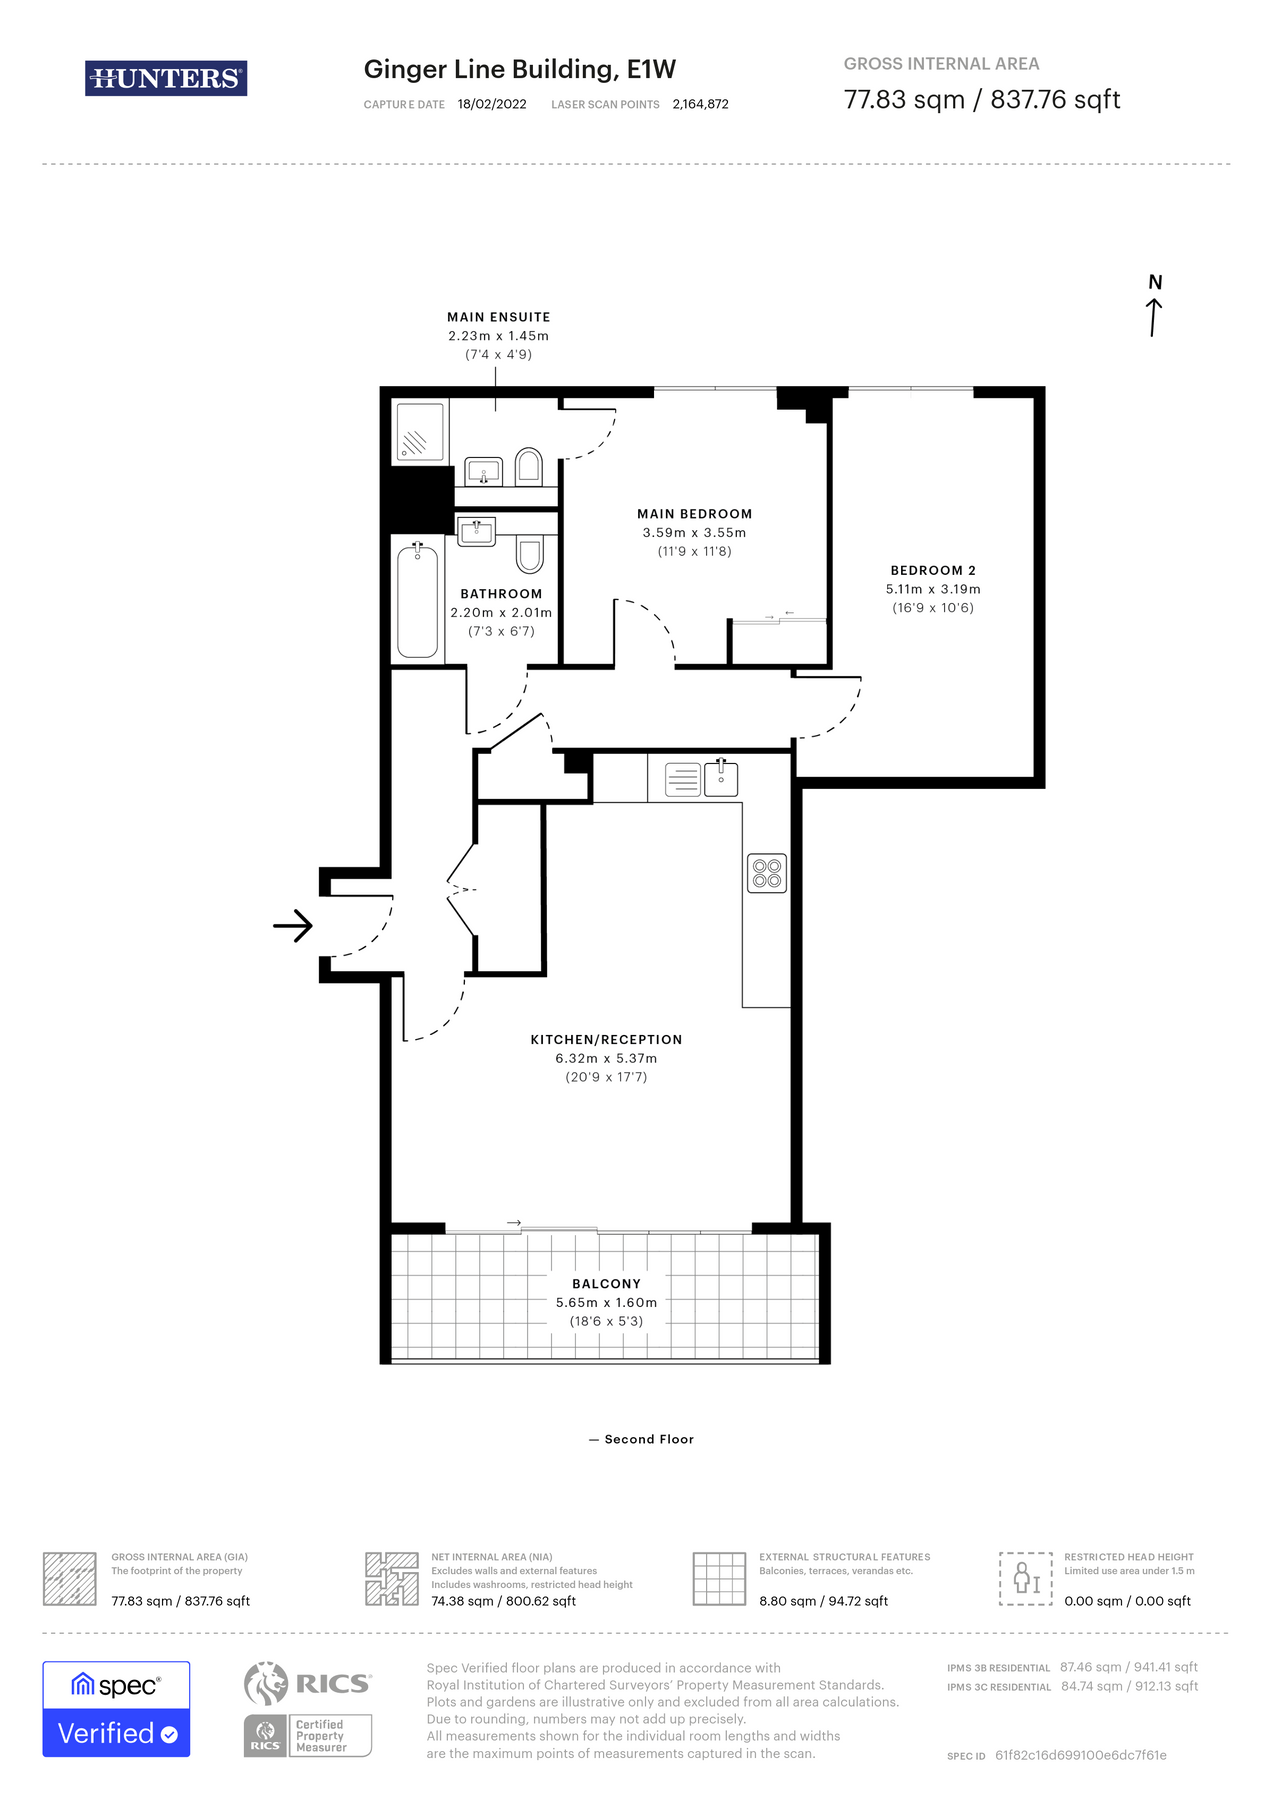 HUNTERS
Ginger Line Building, E1W
CAPTURE DATE 18/02/2022 LASER SCAN POINTS 2,164,872
GROSS INTERNAL AREA
77.83 sqm / 837.76 sqft
N
MAIN ENSUITE
2.23m x 1.45m
(7'4 x 4'9)
MAIN BEDROOM
3.59m x 3.55m
(11'9 x 11'8)
BEDROOM 2
5.11m x 3.19m
(16'9 x 10'6)
BATHROOM
2.20m x 2.01m
(7'3 x 6'7)
KITCHEN/RECEPTION
6.32m x 5.37m
(20'9 x 17'7)
BALCONY
5.65m x 1.60m
(18'6 x 5'3)
— Second Floor
GROSS INTERNAL AREA (GIA)
The footprint of the property
77.83 sqm / 837.76 sqft
NET INTERNAL AREA (NIA)
Excludes walls and external features
Includes washrooms, restricted head height
74.38 sqm / 800.62 sqft
EXTERNAL STRUCTURAL FEATURES
Balconies, terraces, verandas etc.
8.80 sqm / 94.72 sqft
RESTRICTED HEAD HEIGHT
Limited use area under 1.5 m
0.00 sqm / 0.00 sqft
spec®
Verified
RICS
RICS
Certified
Property
Measurer
Spec Verified floor plans are produced in accordance with
Royal Institution of Chartered Surveyors' Property Measurement Standards.
Plots and gardens are illustrative only and excluded from all area calculations.
Due to rounding, numbers may not add up precisely.
All measurements shown for the individual room lengths and widths
are the maximum points of measurements captured in the scan.
IPMS 3B RESIDENTIAL 87.46 sqm / 941.41 sqft
IPMS 3C RESIDENTIAL 84.74 sqm / 912.13 sqft
SPEC ID 61f82c16d699100e6dc7f61e